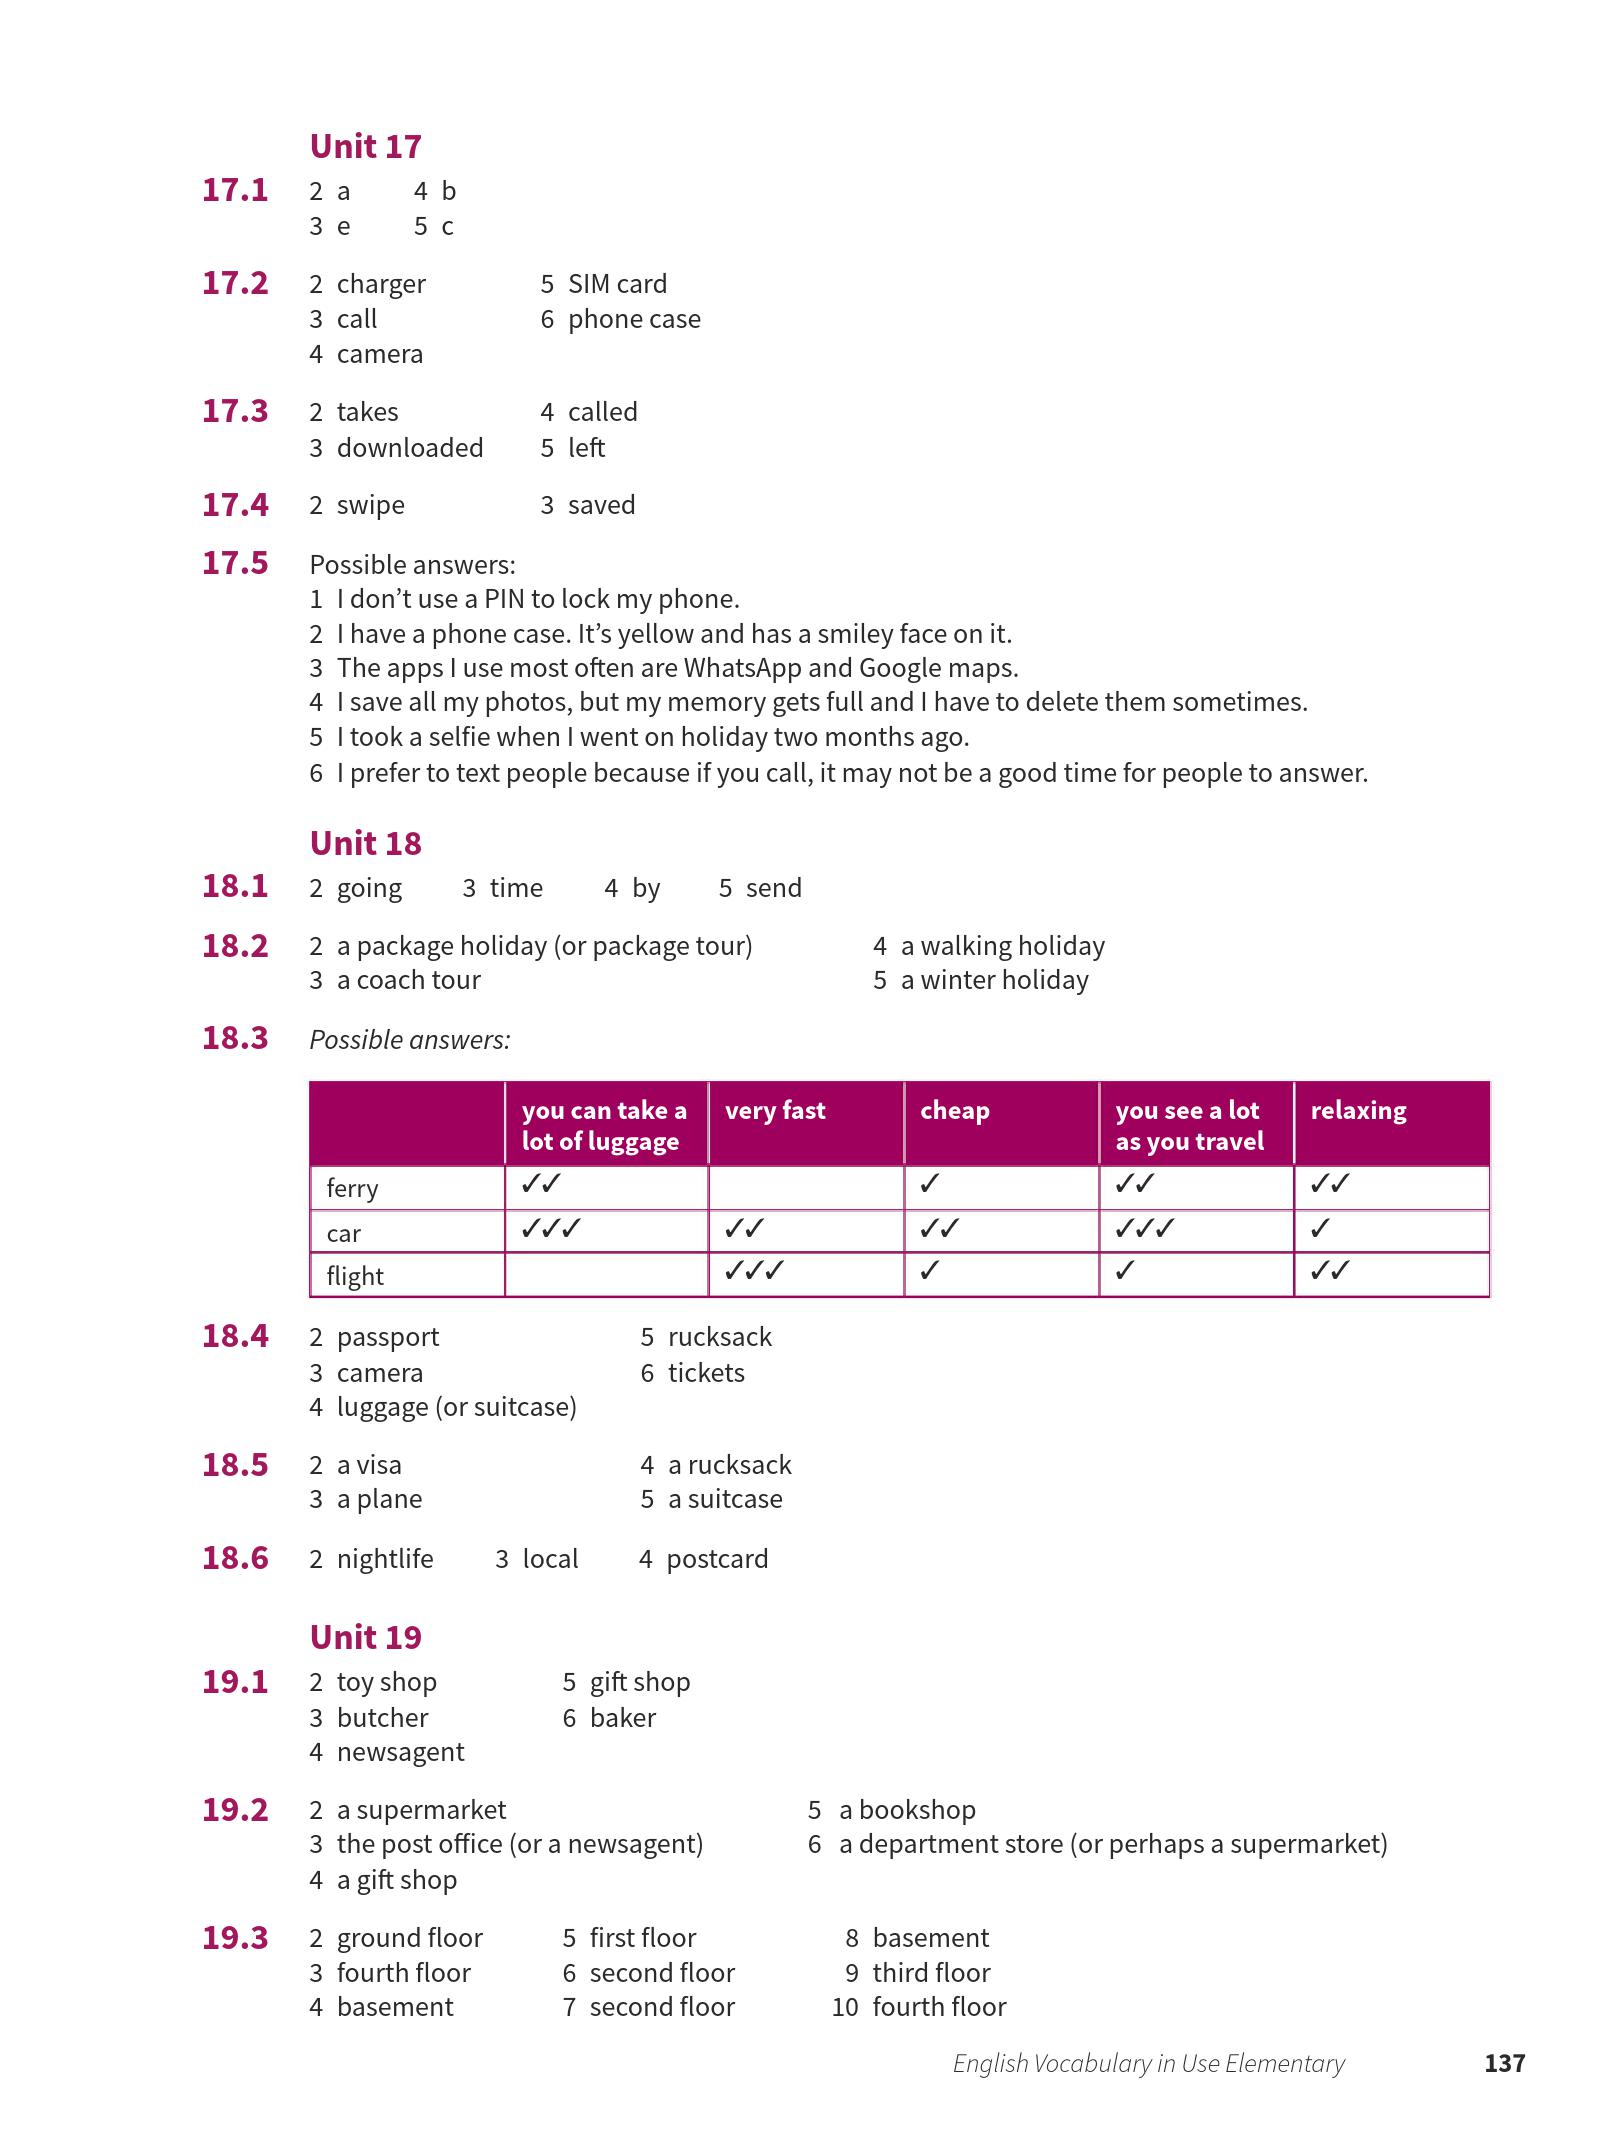 Unit 17
17.1 2 a 4 b
3 e 5 c
17.2 2 charger 5 SIM card
3 call 6 phone case
4 camera
17.3 2 takes 4 called
3 downloaded 5 left
17.4 2 swipe 3 saved
17.5 Possible answers:
1 I don’t use a PIN to lock my phone.
2 I have a phone case. It’s yellow and has a smiley face on it.
3 The apps I use most often are WhatsApp and Google maps.
4 I save all my photos, but my memory gets full and I have to delete them sometimes.
5 I took a selfie when I went on holiday two months ago.
6 I prefer to text people because if you call, it may not be a good time for people to answer.
Unit 18
18.1 2 going 3 time 4 by 5 send
18.2 2 a package holiday (or package tour) 4 a walking holiday
3 a coach tour 5 a winter holiday
18.3 Possible answers:
you can take a lot of luggage very fast cheap you see a lot as you travel relaxing
ferry ✓✓ ✓ ✓✓ ✓✓
car ✓✓✓ ✓✓ ✓✓ ✓✓✓ ✓
flight ✓✓✓ ✓ ✓ ✓✓
18.4 2 passport 5 rucksack
3 camera 6 tickets
4 luggage (or suitcase)
18.5 2 a visa 4 a rucksack
3 a plane 5 a suitcase
18.6 2 nightlife 3 local 4 postcard
Unit 19
19.1 2 toy shop 5 gift shop
3 butcher 6 baker
4 newsagent
19.2 2 a supermarket 5 a bookshop
3 the post office (or a newsagent) 6 a department store (or perhaps a supermarket)
4 a gift shop
19.3 2 ground floor 5 first floor 8 basement
3 fourth floor 6 second floor 9 third floor
4 basement 7 second floor 10 fourth floor
English Vocabulary in Use Elementary 137